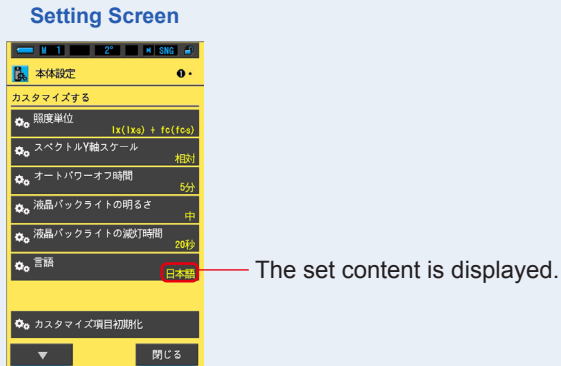 Setting Screen
M 1 2° H SNG
本体設定 ❶・
カスタマイズする
照度単位
lx(lxs) + fc(fcs)
スペクトルY軸スケール
相対
オートパワーオフ時間
5分
液晶バックライトの明るさ
中
液晶バックライトの減灯時間
20秒
言語
日本語
The set content is displayed.
カスタマイズ項目初期化
▼ 閉じる